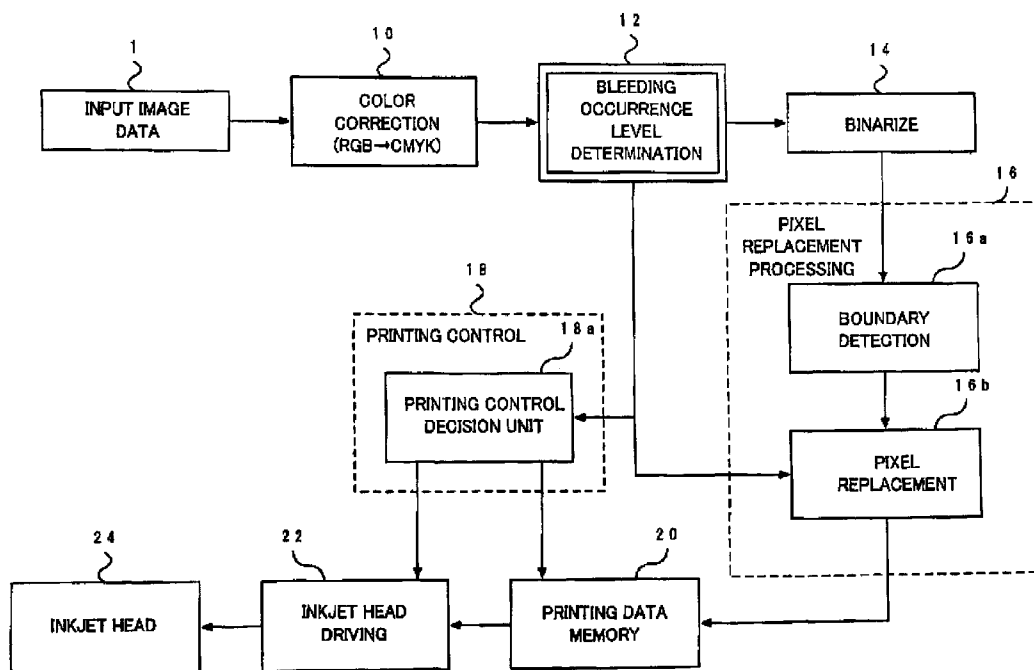 1
INPUT IMAGE
DATA
10
COLOR
CORRECTION
(RGB→CMYK)
12
BLEEDING
OCCURRENCE
LEVEL
DETERMINATION
14
BINARIZE
16
PIXEL
REPLACEMENT
PROCESSING
16a
BOUNDARY
DETECTION
16b
PIXEL
REPLACEMENT
18
PRINTING CONTROL
18a
PRINTING CONTROL
DECISION UNIT
24
INKJET HEAD
22
INKJET HEAD
DRIVING
20
PRINTING DATA
MEMORY